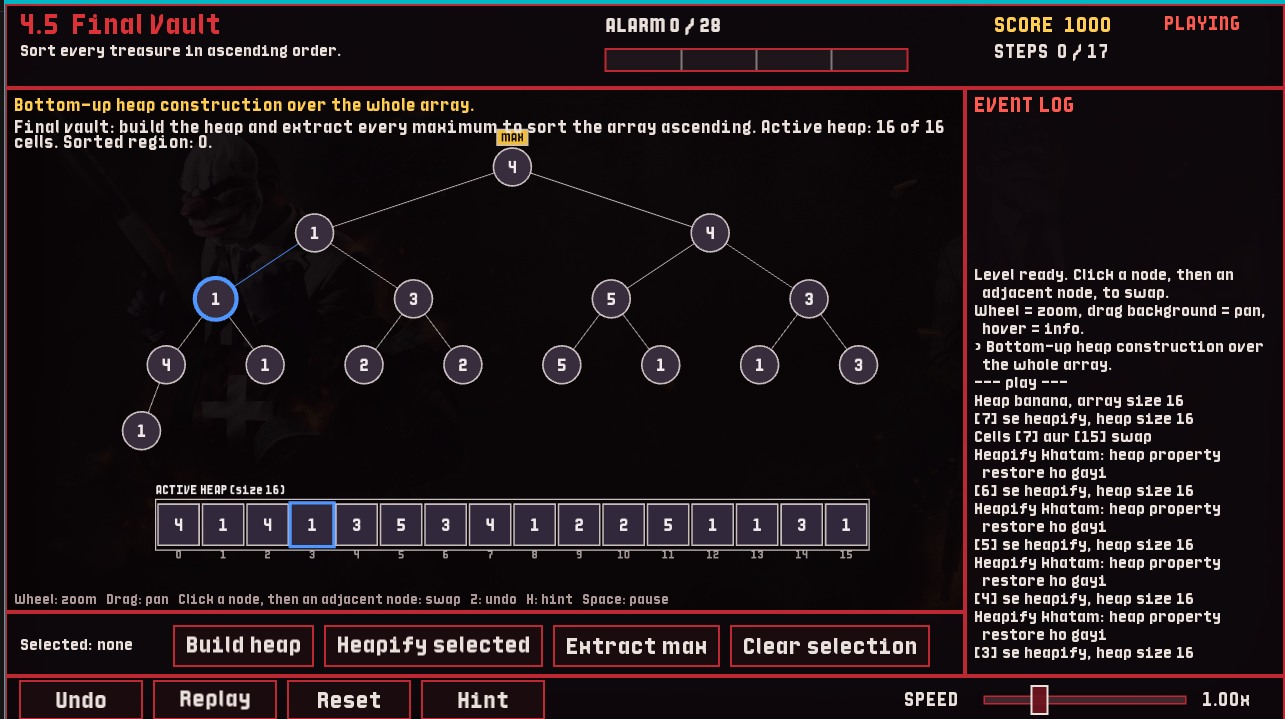 4.5 Final Vault
Sort every treasure in ascending order.
ALARM 0 / 28
SCORE 1000
STEPS 0 / 17
PLAYING
Bottom-up heap construction over the whole array.
Final vault: build the heap and extract every maximum to sort the array ascending. Active heap: 16 of 16
cells. Sorted region: 0.
MAX
4
1
4
1
3
5
3
4
1
2
2
5
1
1
3
1
ACTIVE HEAP (size 16)
4 1 4 1 3 5 3 4 1 2 2 5 1 1 3 1
0 1 2 3 4 5 6 7 8 9 10 11 12 13 14 15
Wheel: zoom Drag: pan Click a node, then an adjacent node: swap Z: undo H: hint Space: pause
EVENT LOG
Level ready. Click a node, then an
adjacent node, to swap.
Wheel = zoom, drag background = pan,
hover = info.
> Bottom-up heap construction over
the whole array.
--- play ---
Heap banana, array size 16
[7] se heapify, heap size 16
Cells [7] aur [15] swap
Heapify khatam: heap property
restore ho gayi
[6] se heapify, heap size 16
Heapify khatam: heap property
restore ho gayi
[5] se heapify, heap size 16
Heapify khatam: heap property
restore ho gayi
[4] se heapify, heap size 16
Heapify khatam: heap property
restore ho gayi
[3] se heapify, heap size 16
Selected: none
Build heap
Heapify selected
Extract max
Clear selection
Undo
Replay
Reset
Hint
SPEED
1.00x